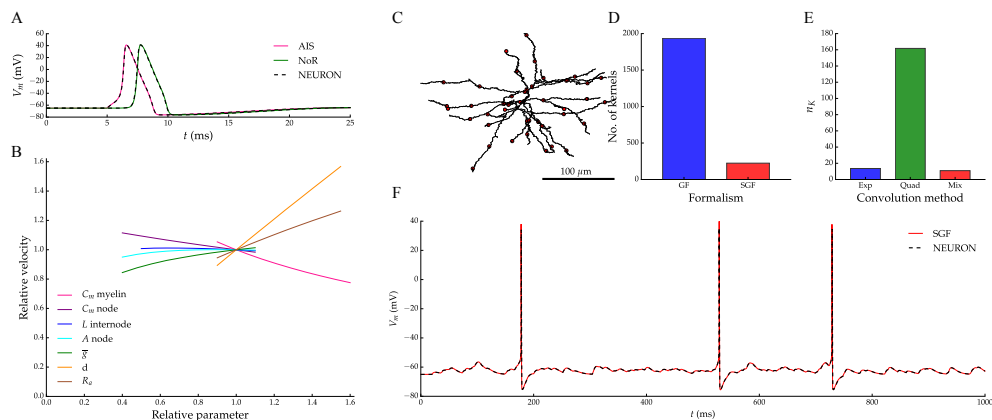 A
60
40
20
0
−20
−40
−60
−80
V_m (mV)
0
5
10
15
20
25
t (ms)
AIS
NoR
NEURON
B
1.6
1.4
1.2
1.0
0.8
0.6
0.4
0.2
0.0
Relative velocity
C_m myelin
C_m node
L internode
A node
g̅
d
R_a
0.0
0.2
0.4
0.6
0.8
1.0
1.2
1.4
1.6
Relative parameter
C
100 μm
D
2000
1500
1000
500
0
No. of kernels
GF
SGF
Formalism
E
180
160
140
120
100
80
60
40
20
0
n_K
Exp
Quad
Mix
Convolution method
F
40
20
0
−20
−40
−60
−80
V_m (mV)
SGF
NEURON
0
200
400
600
800
1000
t (ms)